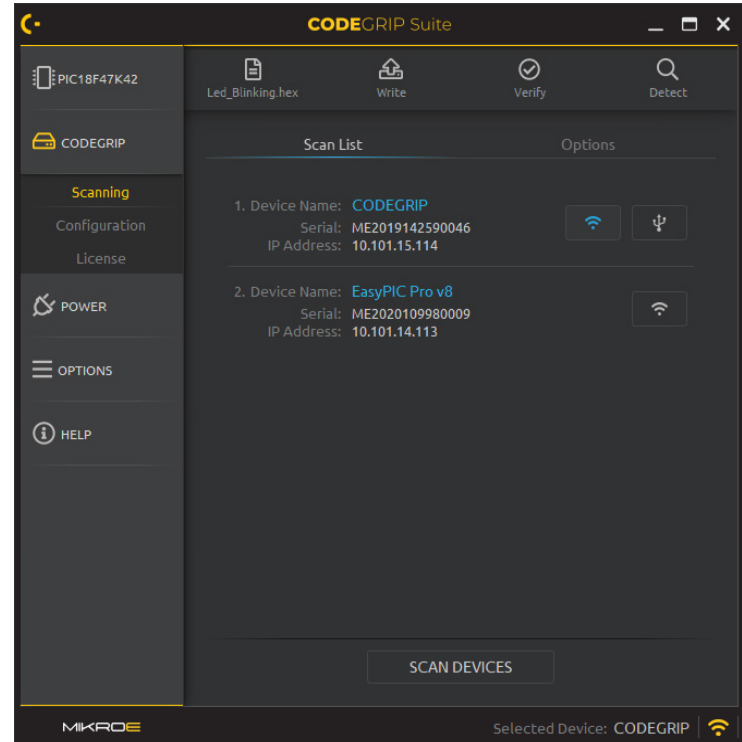 CODEGRIP Suite
PIC18F47K42
CODEGRIP
Scanning
Configuration
License
POWER
OPTIONS
HELP
Led_Blinking.hex
Write
Verify
Detect
Scan List
Options
1. Device Name: CODEGRIP
Serial: ME2019142590046
IP Address: 10.101.15.114
2. Device Name: EasyPIC Pro v8
Serial: ME2020109980009
IP Address: 10.101.14.113
SCAN DEVICES
MIKROE
Selected Device: CODEGRIP